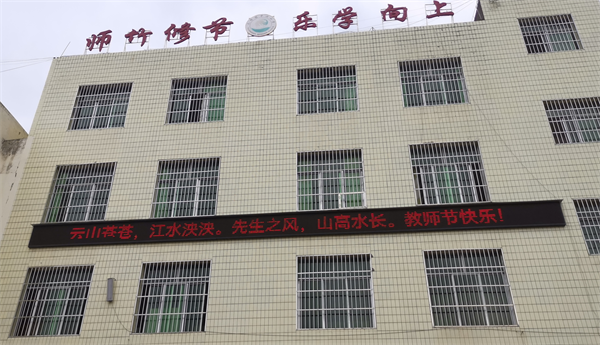 师竹修节 乐学向上
云山苍苍，江水泱泱。先生之风，山高水长。教师节快乐！